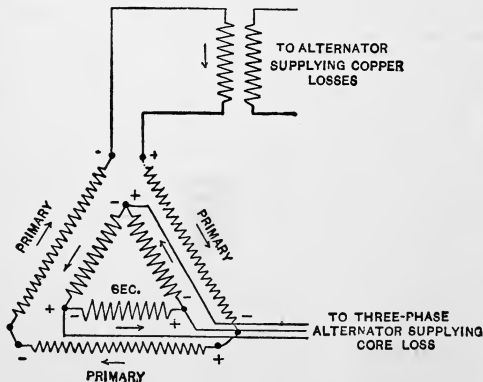 TO ALTERNATOR
SUPPLYING COPPER
LOSSES
- +
PRIMARY
PRIMARY
- +
SEC.
+ - + -
-
TO THREE-PHASE
ALTERNATOR SUPPLYING
CORE LOSS
- +
PRIMARY